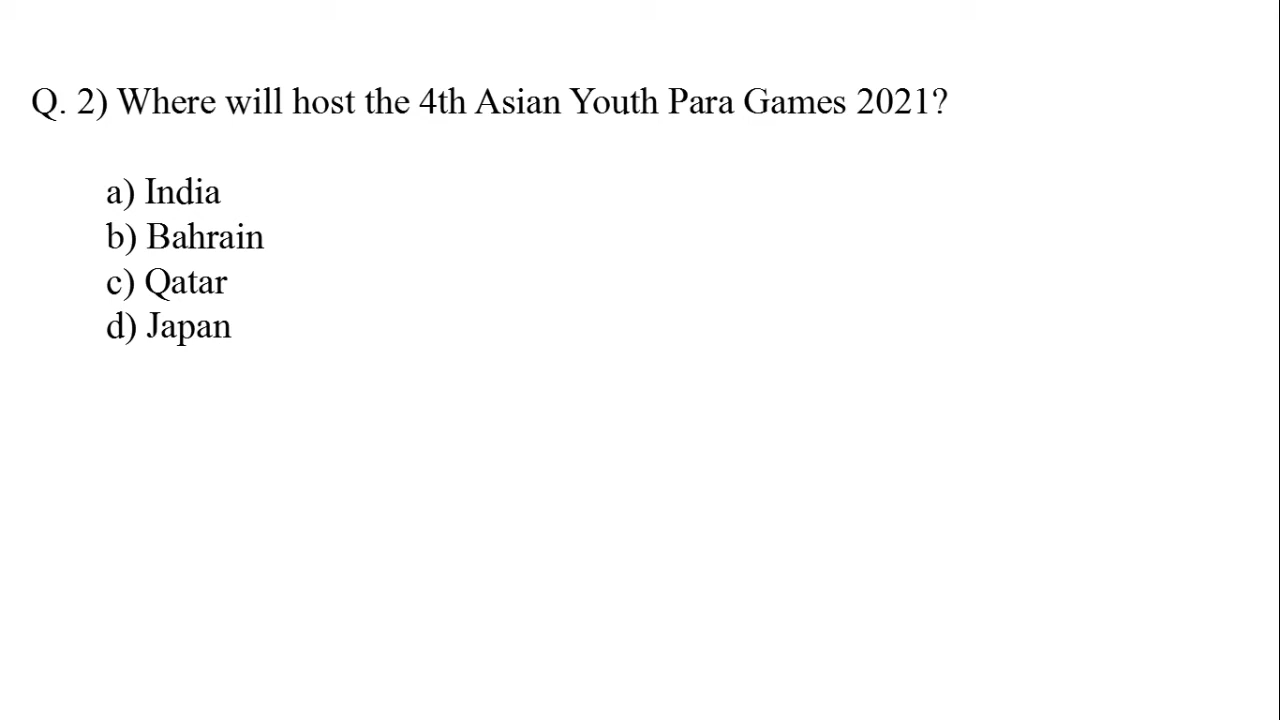 Q. 2) Where will host the 4th Asian Youth Para Games 2021?
a) India
b) Bahrain
c) Qatar
d) Japan